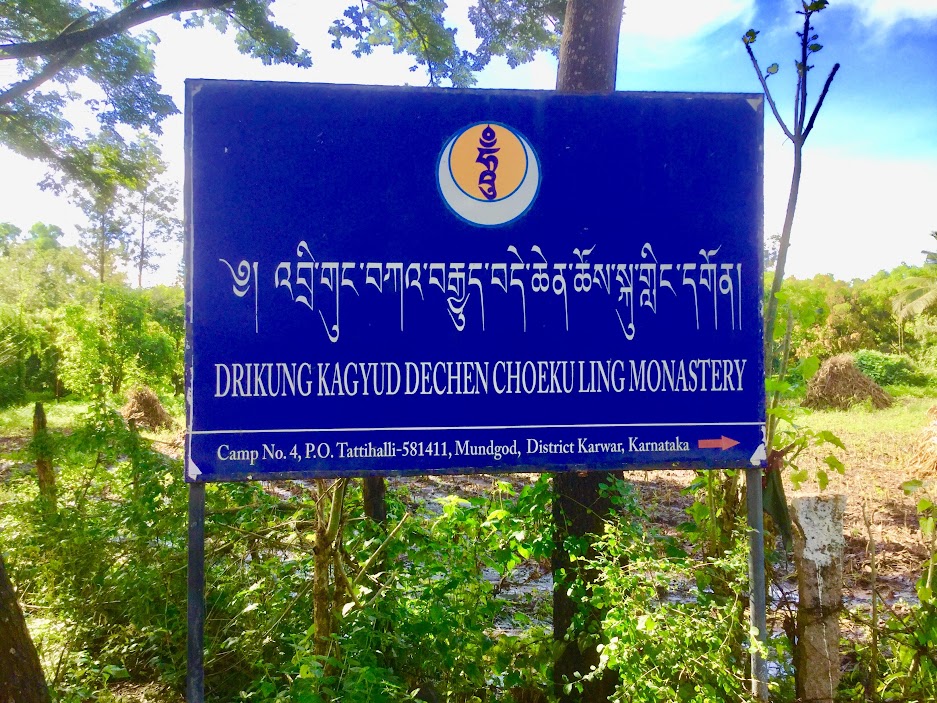 ༄། འབྲི་གུང་བཀའ་བརྒྱུད་བདེ་ཆེན་ཆོས་སྐུ་གླིང་དགོན།
DRIKUNG KAGYUD DECHEN CHOEKU LING MONASTERY
Camp No. 4, P.O. Tattihalli-581411, Mundgod, District Karwar, Karnataka